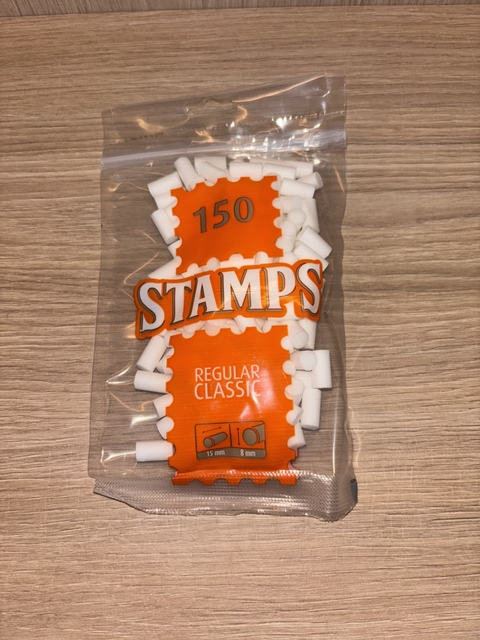 150
STAMPS
REGULAR
CLASSIC
15 mm 8 mm